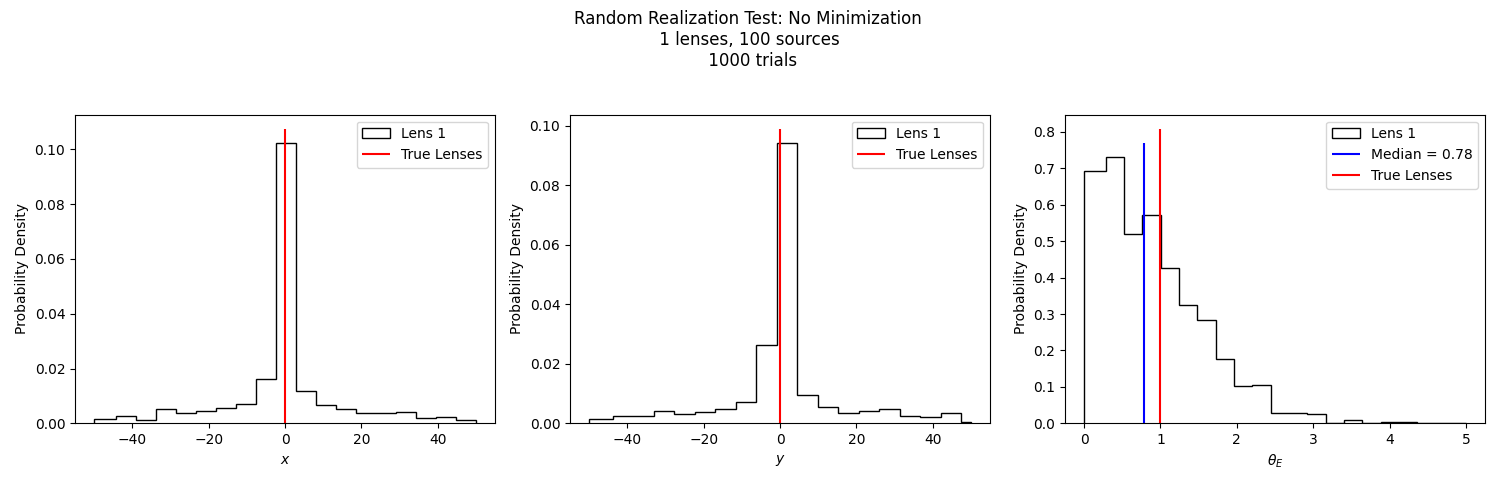 Random Realization Test: No Minimization
1 lenses, 100 sources
1000 trials
Probability Density
0.10
0.08
0.06
0.04
0.02
0.00
−40
−20
0
20
40
x
Lens 1
True Lenses
Probability Density
0.10
0.08
0.06
0.04
0.02
0.00
−40
−20
0
20
40
y
Lens 1
True Lenses
Probability Density
0.8
0.7
0.6
0.5
0.4
0.3
0.2
0.1
0.0
0
1
2
3
4
5
θ_E
Lens 1
Median = 0.78
True Lenses